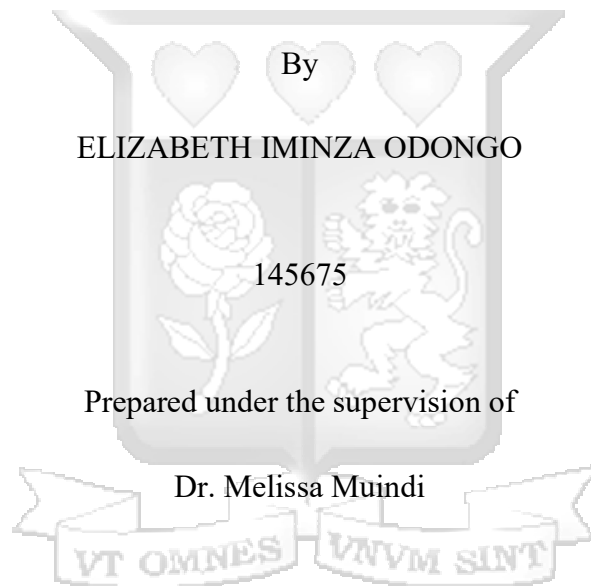 By
ELIZABETH IMINZA ODONGO
145675
Prepared under the supervision of
Dr. Melissa Muindi
VT OMNES VNVM SINT